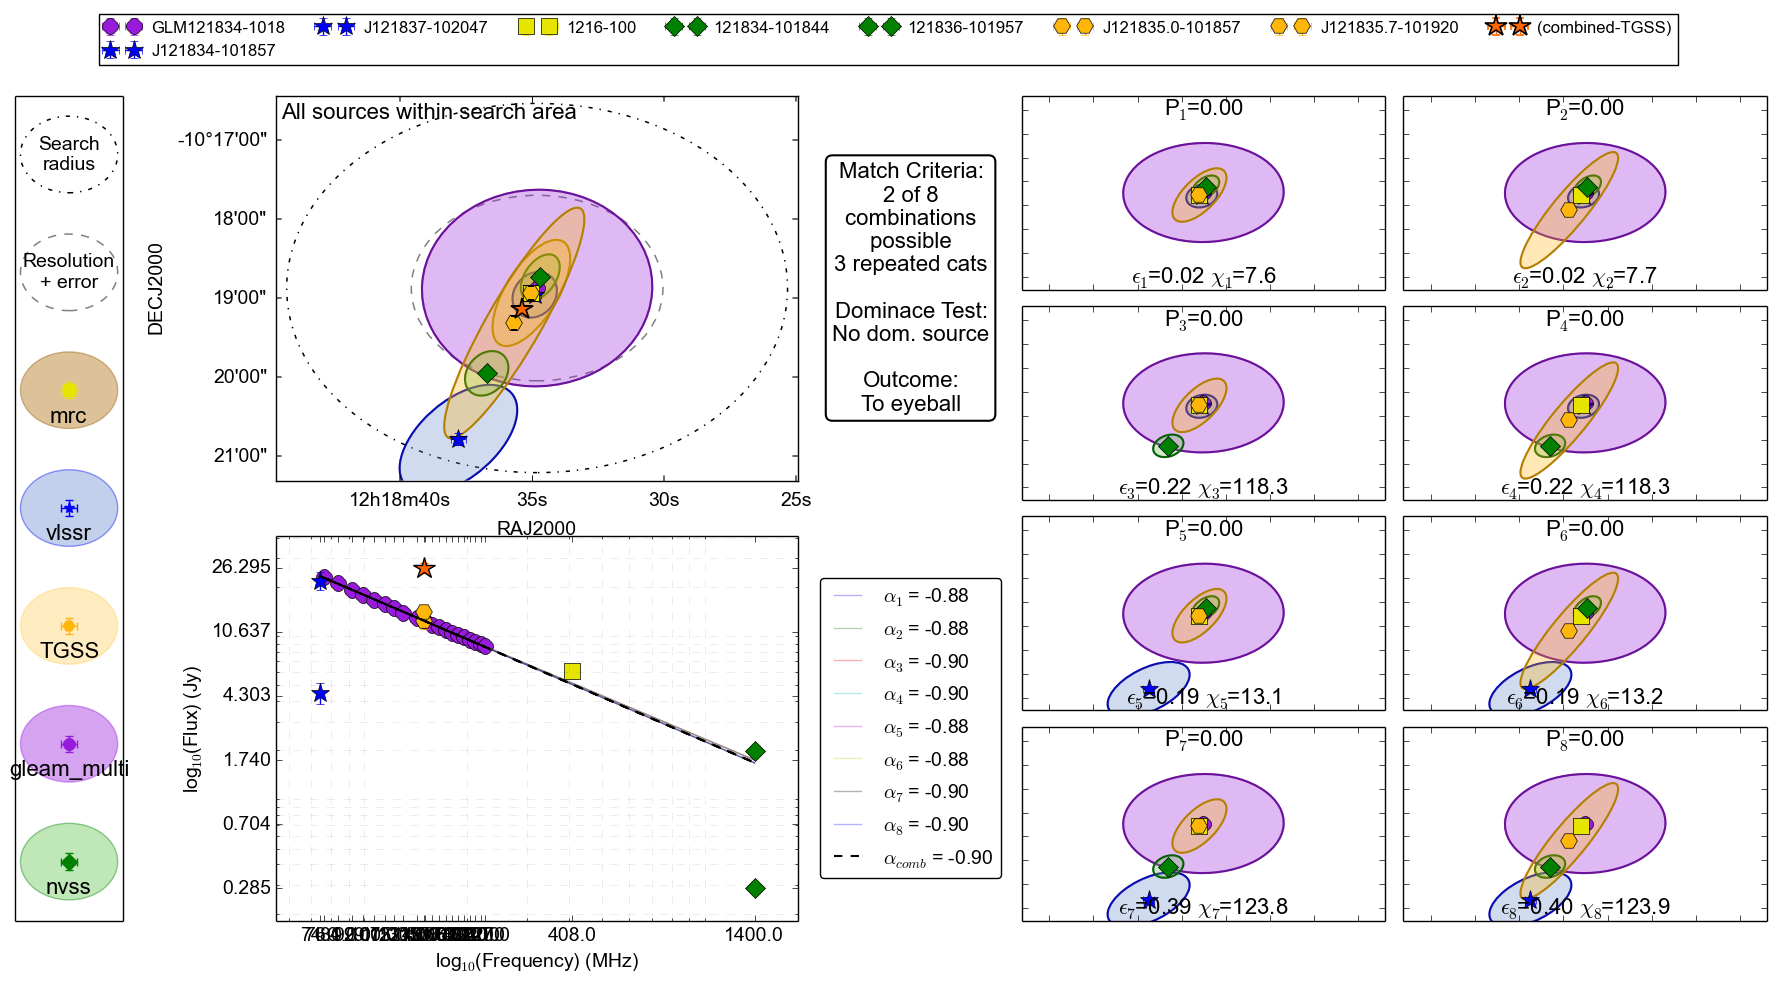 GLM121834-1018 J121837-102047 1216-100 121834-101844 121836-101957 J121835.0-101857 J121835.7-101920 (combined-TGSS)
J121834-101857
Search
radius
Resolution
+ error
mrc
vlssr
TGSS
gleam_multi
nvss
All sources within search area
DECJ2000
-10°17'00"
18'00"
19'00"
20'00"
21'00"
12h18m40s 35s 30s 25s
RAJ2000
Match Criteria:
2 of 8
combinations
possible
3 repeated cats
Dominace Test:
No dom. source
Outcome:
To eyeball
log10(Flux) (Jy)
26.295
10.637
4.303
1.740
0.704
0.285
408.0 1400.0
log10(Frequency) (MHz)
α1 = -0.88
α2 = -0.88
α3 = -0.90
α4 = -0.90
α5 = -0.88
α6 = -0.88
α7 = -0.90
α8 = -0.90
αcomb = -0.90
P1=0.00
ϵ1=0.02 χ1=7.6
P2=0.00
ϵ2=0.02 χ2=7.7
P3=0.00
ϵ3=0.22 χ3=118.3
P4=0.00
ϵ4=0.22 χ4=118.3
P5=0.00
ϵ5=0.19 χ5=13.1
P6=0.00
ϵ6=0.19 χ6=13.2
P7=0.00
ϵ7=0.39 χ7=123.8
P8=0.00
ϵ8=0.40 χ8=123.9